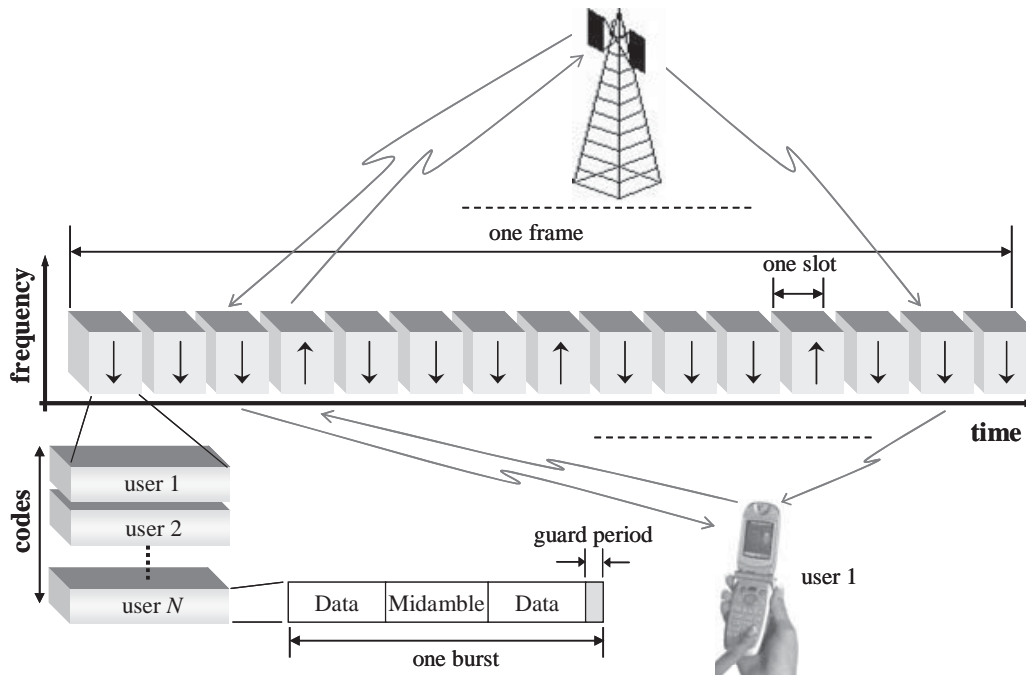 one frame
one slot
frequency
time
codes
user 1
user 2
user N
guard period
Data Midamble Data
one burst
user 1